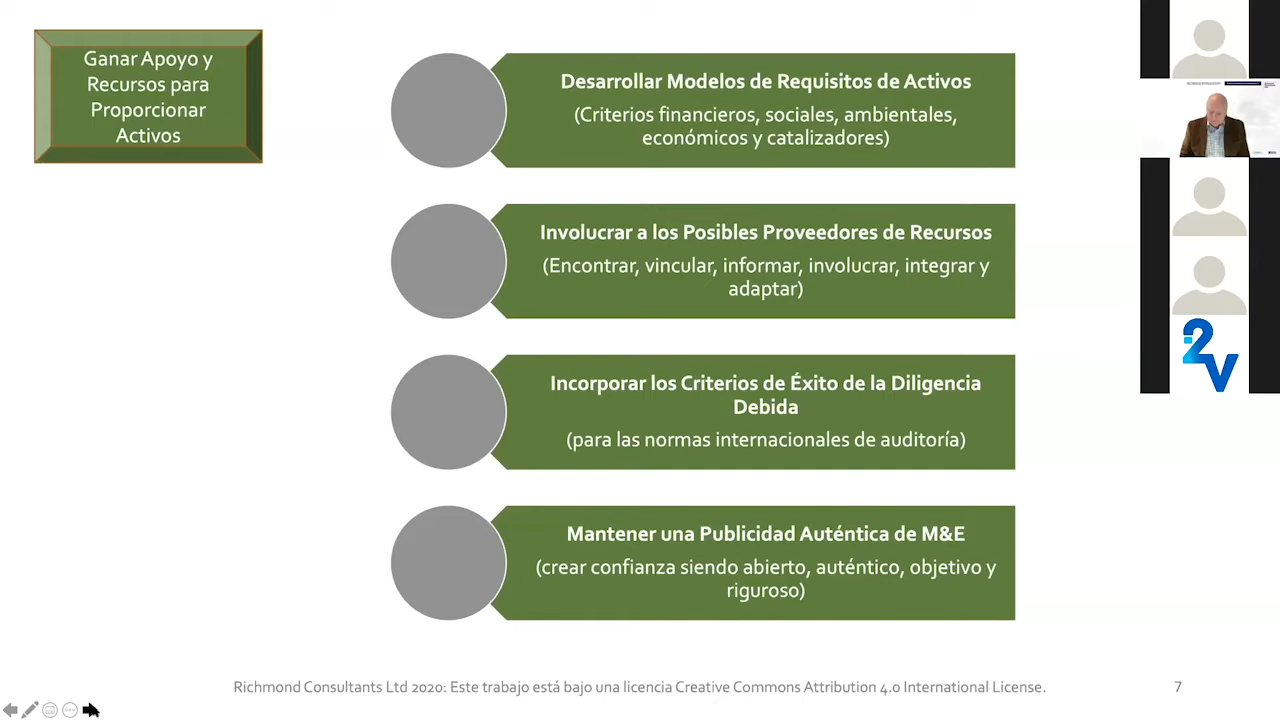 Ganar Apoyo y
Recursos para
Proporcionar
Activos
Desarrollar Modelos de Requisitos de Activos
(Criterios financieros, sociales, ambientales,
económicos y catalizadores)
Involucrar a los Posibles Proveedores de Recursos
(Encontrar, vincular, informar, involucrar, integrar y
adaptar)
Incorporar los Criterios de Éxito de la Diligencia
Debida
(para las normas internacionales de auditoría)
Mantener una Publicidad Auténtica de M&E
(crear confianza siendo abierto, auténtico, objetivo y
riguroso)
Richmond Consultants Ltd 2020: Este trabajo está bajo una licencia Creative Commons Attribution 4.0 International License.
7
i2V